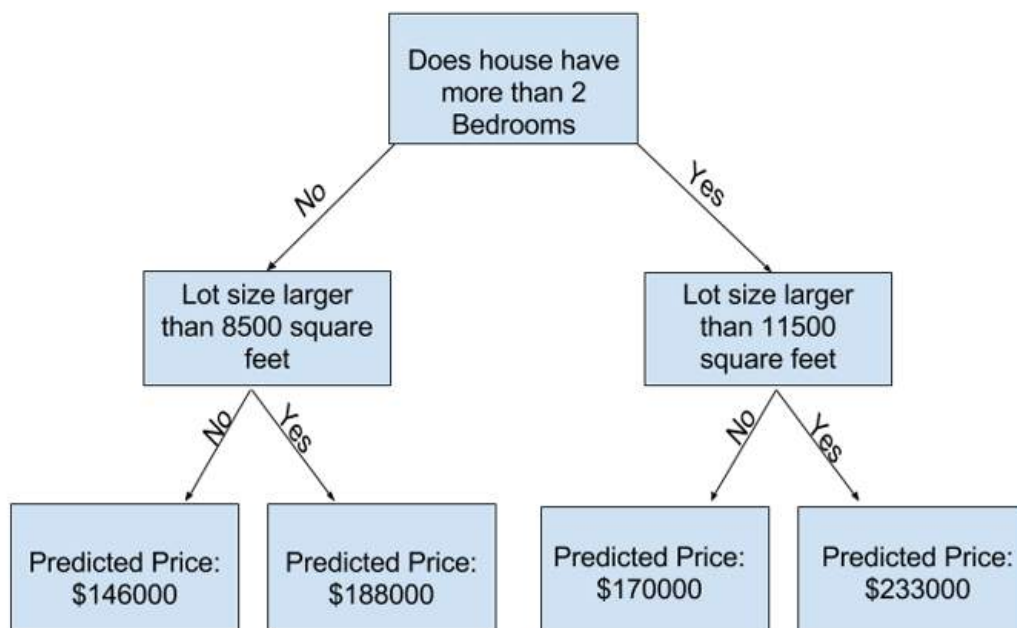 Does house have
more than 2
Bedrooms
No
Yes
Lot size larger
than 8500 square
feet
Lot size larger
than 11500
square feet
No
Yes
No
Yes
Predicted Price:
$146000
Predicted Price:
$188000
Predicted Price:
$170000
Predicted Price:
$233000